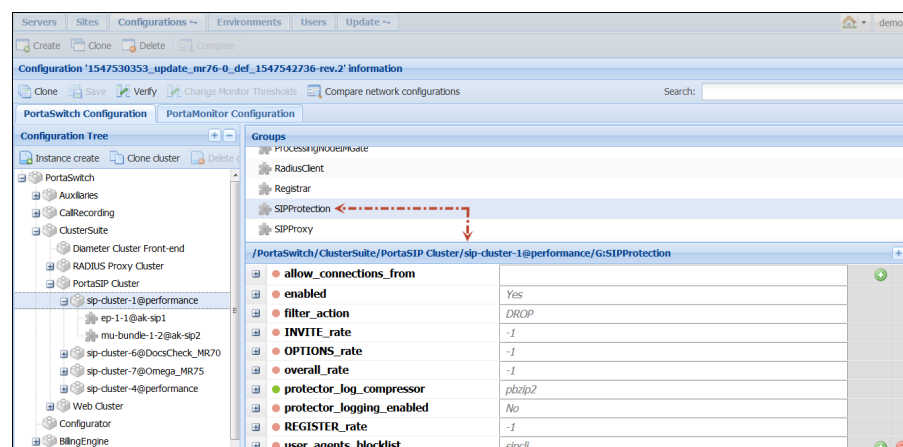 Servers Sites Configurations Environments Users Update demo
Create Clone Delete Compare
Configuration '1547530353_update_mr76-0_def_1547542736-rev.2' information
Clone Save Verify Change Monitor Thresholds Compare network configurations Search:
PortaSwitch Configuration PortaMonitor Configuration
Configuration Tree
Instance create Clone cluster Delete c
PortaSwitch
Auxiliaries
CallRecording
ClusterSuite
Diameter Cluster Front-end
RADIUS Proxy Cluster
PortaSIP Cluster
sip-cluster-1@performance
ep-1-1@ak-sip1
mu-bundle-1-2@ak-sip2
sip-cluster-6@DocsCheck_MR70
sip-cluster-7@Omega_MR75
sip-cluster-4@performance
Web Cluster
Configurator
BillingEngine
Groups
ProcessingNodeIMGate
RadiusClient
Registrar
SIPProtection
SIPProxy
/PortaSwitch/ClusterSuite/PortaSIP Cluster/sip-cluster-1@performance/G:SIPProtection
allow_connections_from
enabled Yes
filter_action DROP
INVITE_rate -1
OPTIONS_rate -1
overall_rate -1
protector_log_compressor pbzip2
protector_logging_enabled No
REGISTER_rate -1
user_agents_blocklist sipcli